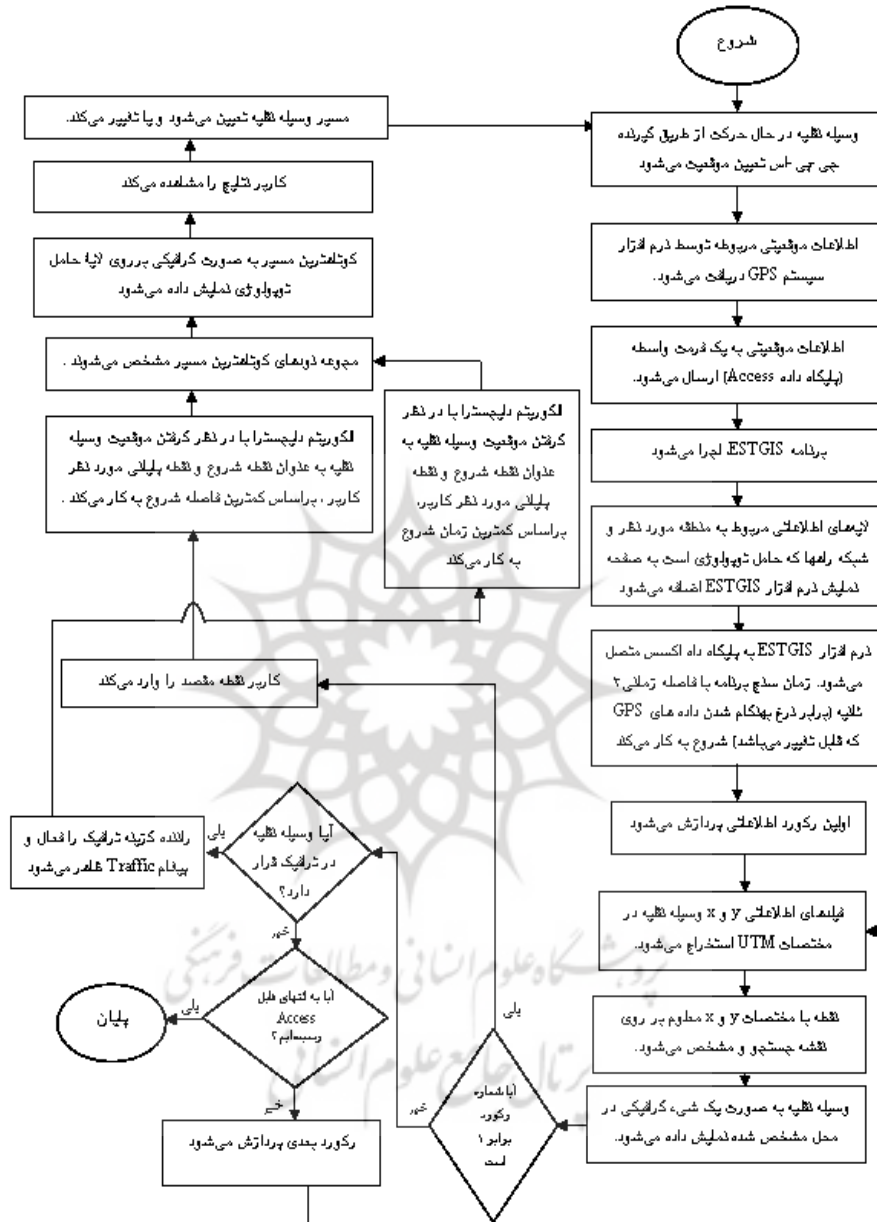 شروع
وسیله نقلیه در حال حرکت از طریق گیرنده
جی پی اس تعیین موقعیت می‌شود
اطلاعات موقعیتی مربوطه توسط نرم افزار
سیستم GPS دریافت می‌شود.
اطلاعات موقعیتی به یک فرمت واسطه
(پایگاه داده Access) ارسال می‌شود.
برنامه ESTGIS اجرا می‌شود
لایه‌های اطلاعاتی مربوط به منطقه مورد نظر و
شبکه راهها که حامل توپولوژی است به صفحه
نمایش نرم افزار ESTGIS اضافه می‌شود
نرم افزار ESTGIS به پایگاه داه اکسس متصل
می‌شود. زمان سنج برنامه با فاصله زمانی ۲
ثانیه (برابر نرخ بهنگام شدن داده های GPS
که قابل تغییر می‌باشد) شروع به کار می‌کند
اولین رکورد اطلاعاتی پردازش می‌شود
فیلدهای اطلاعاتی y و x وسیله نقلیه در
مختصات UTM استخراج می‌شود.
نقطه با مختصات y و x معلوم بر روی
نقشه جستجو و مشخص می‌شود.
وسیله نقلیه به صورت یک شیء گرافیکی در
محل مشخص شده نمایش داده می‌شود.
آیا شماره
رکورد
برابر ۱
است
بلی
خیر
کاربر نقطه مقصد را وارد می‌کند
الگوریتم دایجسترا با در نظر گرفتن موقعیت وسیله
نقلیه به عنوان نقطه شروع و نقطه پایانی مورد نظر
کاربر ، براساس کمترین فاصله شروع به کار می‌کند .
مجموعه نودهای کوتاهترین مسیر مشخص می‌شوند .
کوتاهترین مسیر به صورت گرافیکی بر روی لایهٔ حامل
توپولوژی نمایش داده می‌شود
کاربر نتایج را مشاهده می‌کند
مسیر وسیله نقلیه تعیین می‌شود و یا تغییر می‌کند.
آیا وسیله نقلیه
در ترافیک قرار
دارد؟
بلی
خیر
راننده گزینه ترافیک را فعال و
پیغام Traffic ظاهر می‌شود
الگوریتم دایجسترا با در نظر
گرفتن موقعیت وسیله نقلیه به
عنوان نقطه شروع و نقطه
پایانی مورد نظر کاربر،
براساس کمترین زمان شروع
به کار می‌کند
آیا به انتهای فایل
Access
رسیده‌ایم؟
بلی
خیر
پایان
رکورد بعدی پردازش می‌شود
پژوهشگاه علوم انسانی و مطالعات فرهنگی
پرتال جامع علوم انسانی